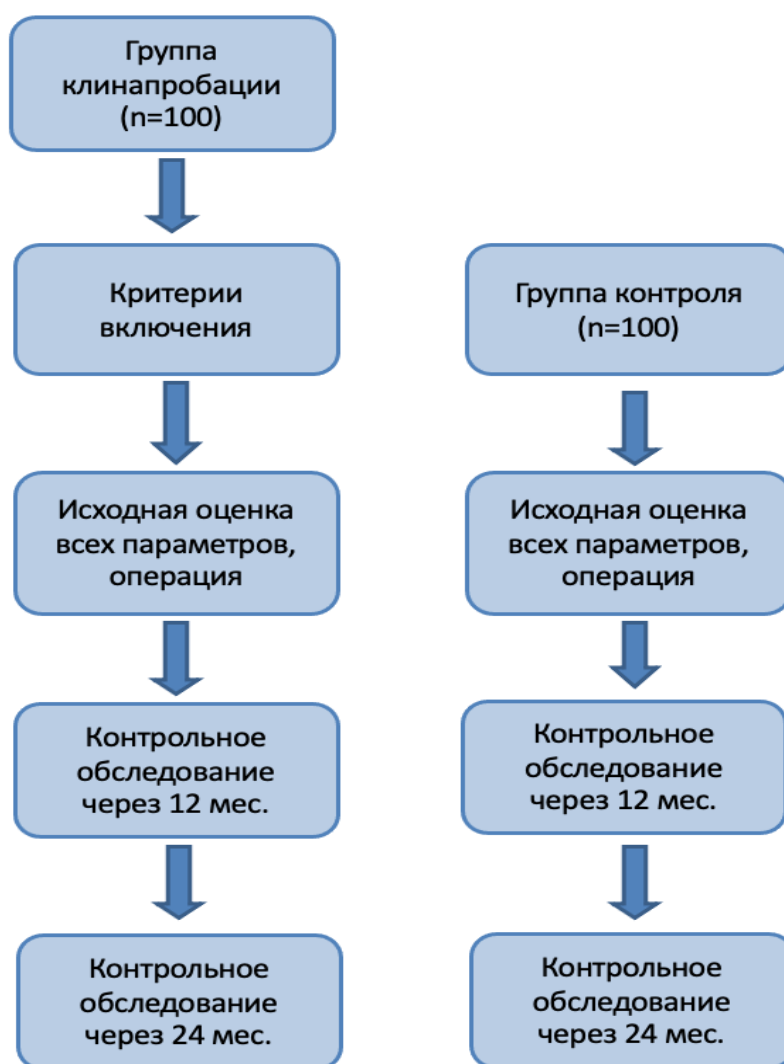 Группа
клинапробации
(n=100)
Критерии
включения
Исходная оценка
всех параметров,
операция
Контрольное
обследование
через 12 мес.
Контрольное
обследование
через 24 мес.
Группа контроля
(n=100)
Исходная оценка
всех параметров,
операция
Контрольное
обследование
через 12 мес.
Контрольное
обследование
через 24 мес.